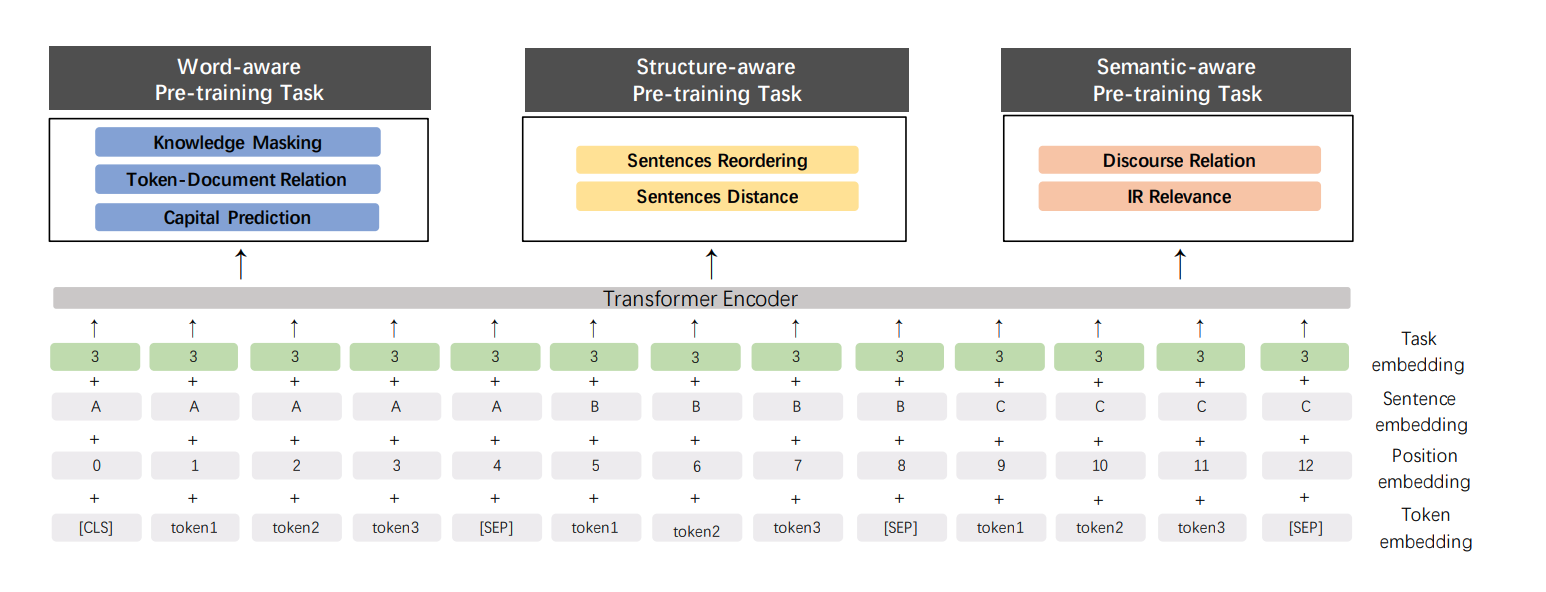 Word-aware
Pre-training Task
Structure-aware
Pre-training Task
Semantic-aware
Pre-training Task
Knowledge Masking
Token-Document Relation
Capital Prediction
Sentences Reordering
Sentences Distance
Discourse Relation
IR Relevance
Transformer Encoder
3 3 3 3 3 3 3 3 3 3 3 3 3
Task
embedding
+ + + + + + + + + + + + +
A A A A A B B B B C C C C
Sentence
embedding
+ + + + + + + + + + + + +
0 1 2 3 4 5 6 7 8 9 10 11 12
Position
embedding
+ + + + + + + + + + + + +
[CLS] token1 token2 token3 [SEP] token1 token2 token3 [SEP] token1 token2 token3 [SEP]
Token
embedding